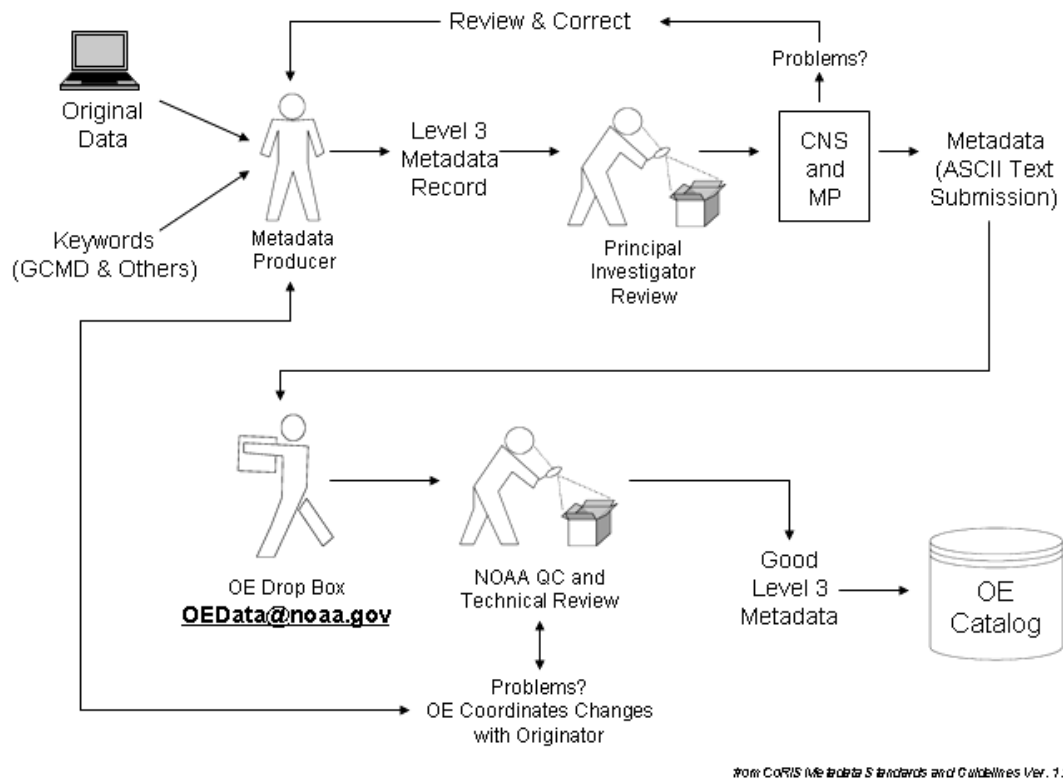 Review & Correct
Problems?
Original
Data
Level 3
Metadata
Record
CNS
and
MP
Metadata
(ASCII Text
Submission)
Keywords
(GCMD & Others)
Metadata
Producer
Principal
Investigator
Review
OE Drop Box
OEData@noaa.gov
NOAA QC and
Technical Review
Good
Level 3
Metadata
OE
Catalog
Problems?
OE Coordinates Changes
with Originator
from CoRIS Metadata Standards and Guidelines Ver. 1.